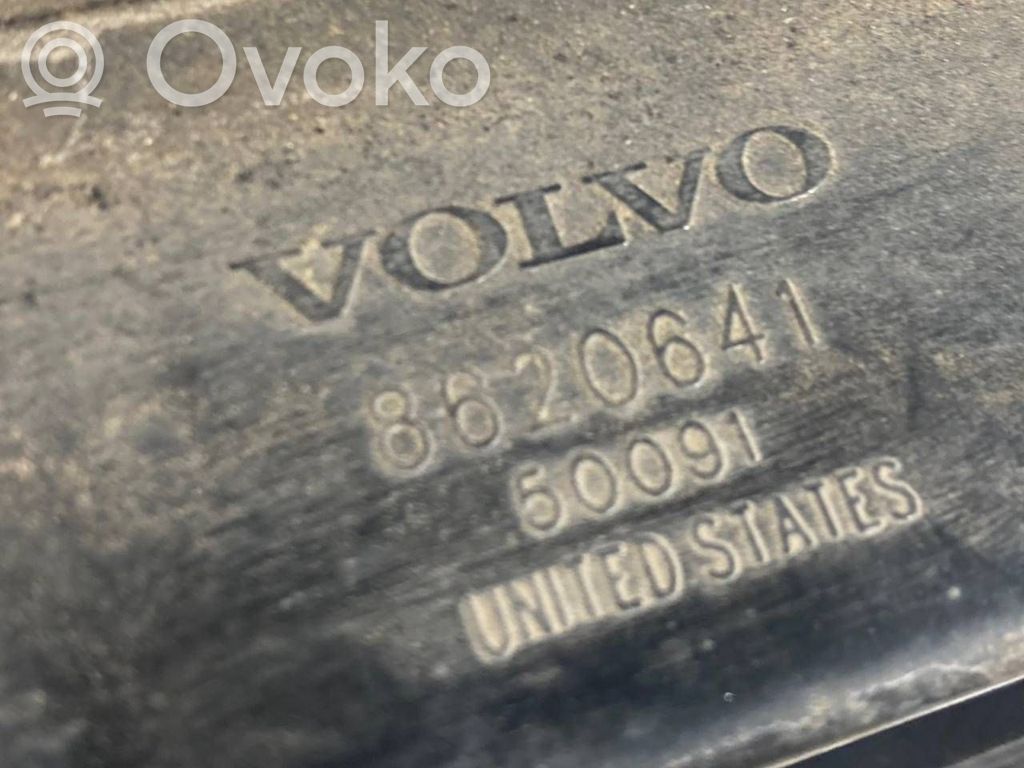 Ovoko
VOLVO
8620641
50091
UNITED STATES